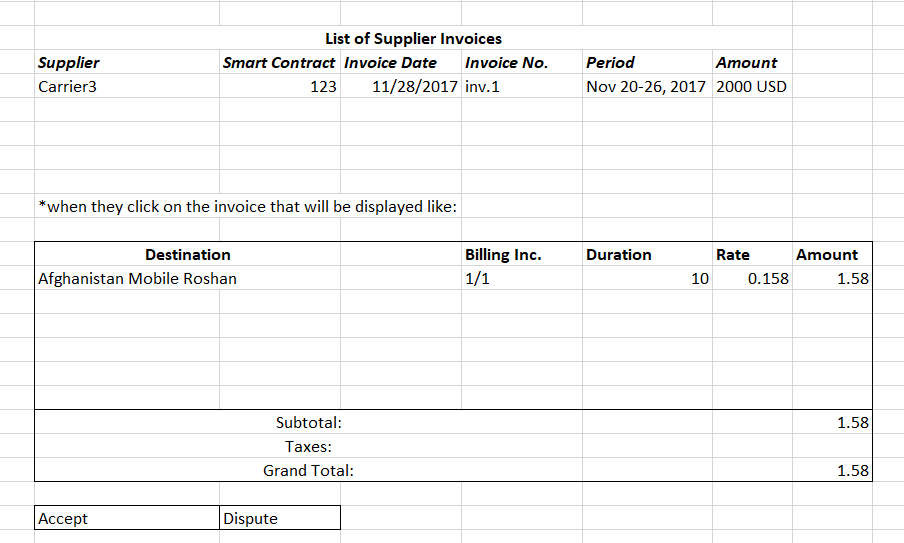 List of Supplier Invoices
Supplier Smart Contract Invoice Date Invoice No. Period Amount
Carrier3 123 11/28/2017 inv.1 Nov 20-26, 2017 2000 USD
*when they click on the invoice that will be displayed like:
Destination Billing Inc. Duration Rate Amount
Afghanistan Mobile Roshan 1/1 10 0.158 1.58
Subtotal: 1.58
Taxes:
Grand Total: 1.58
Accept Dispute